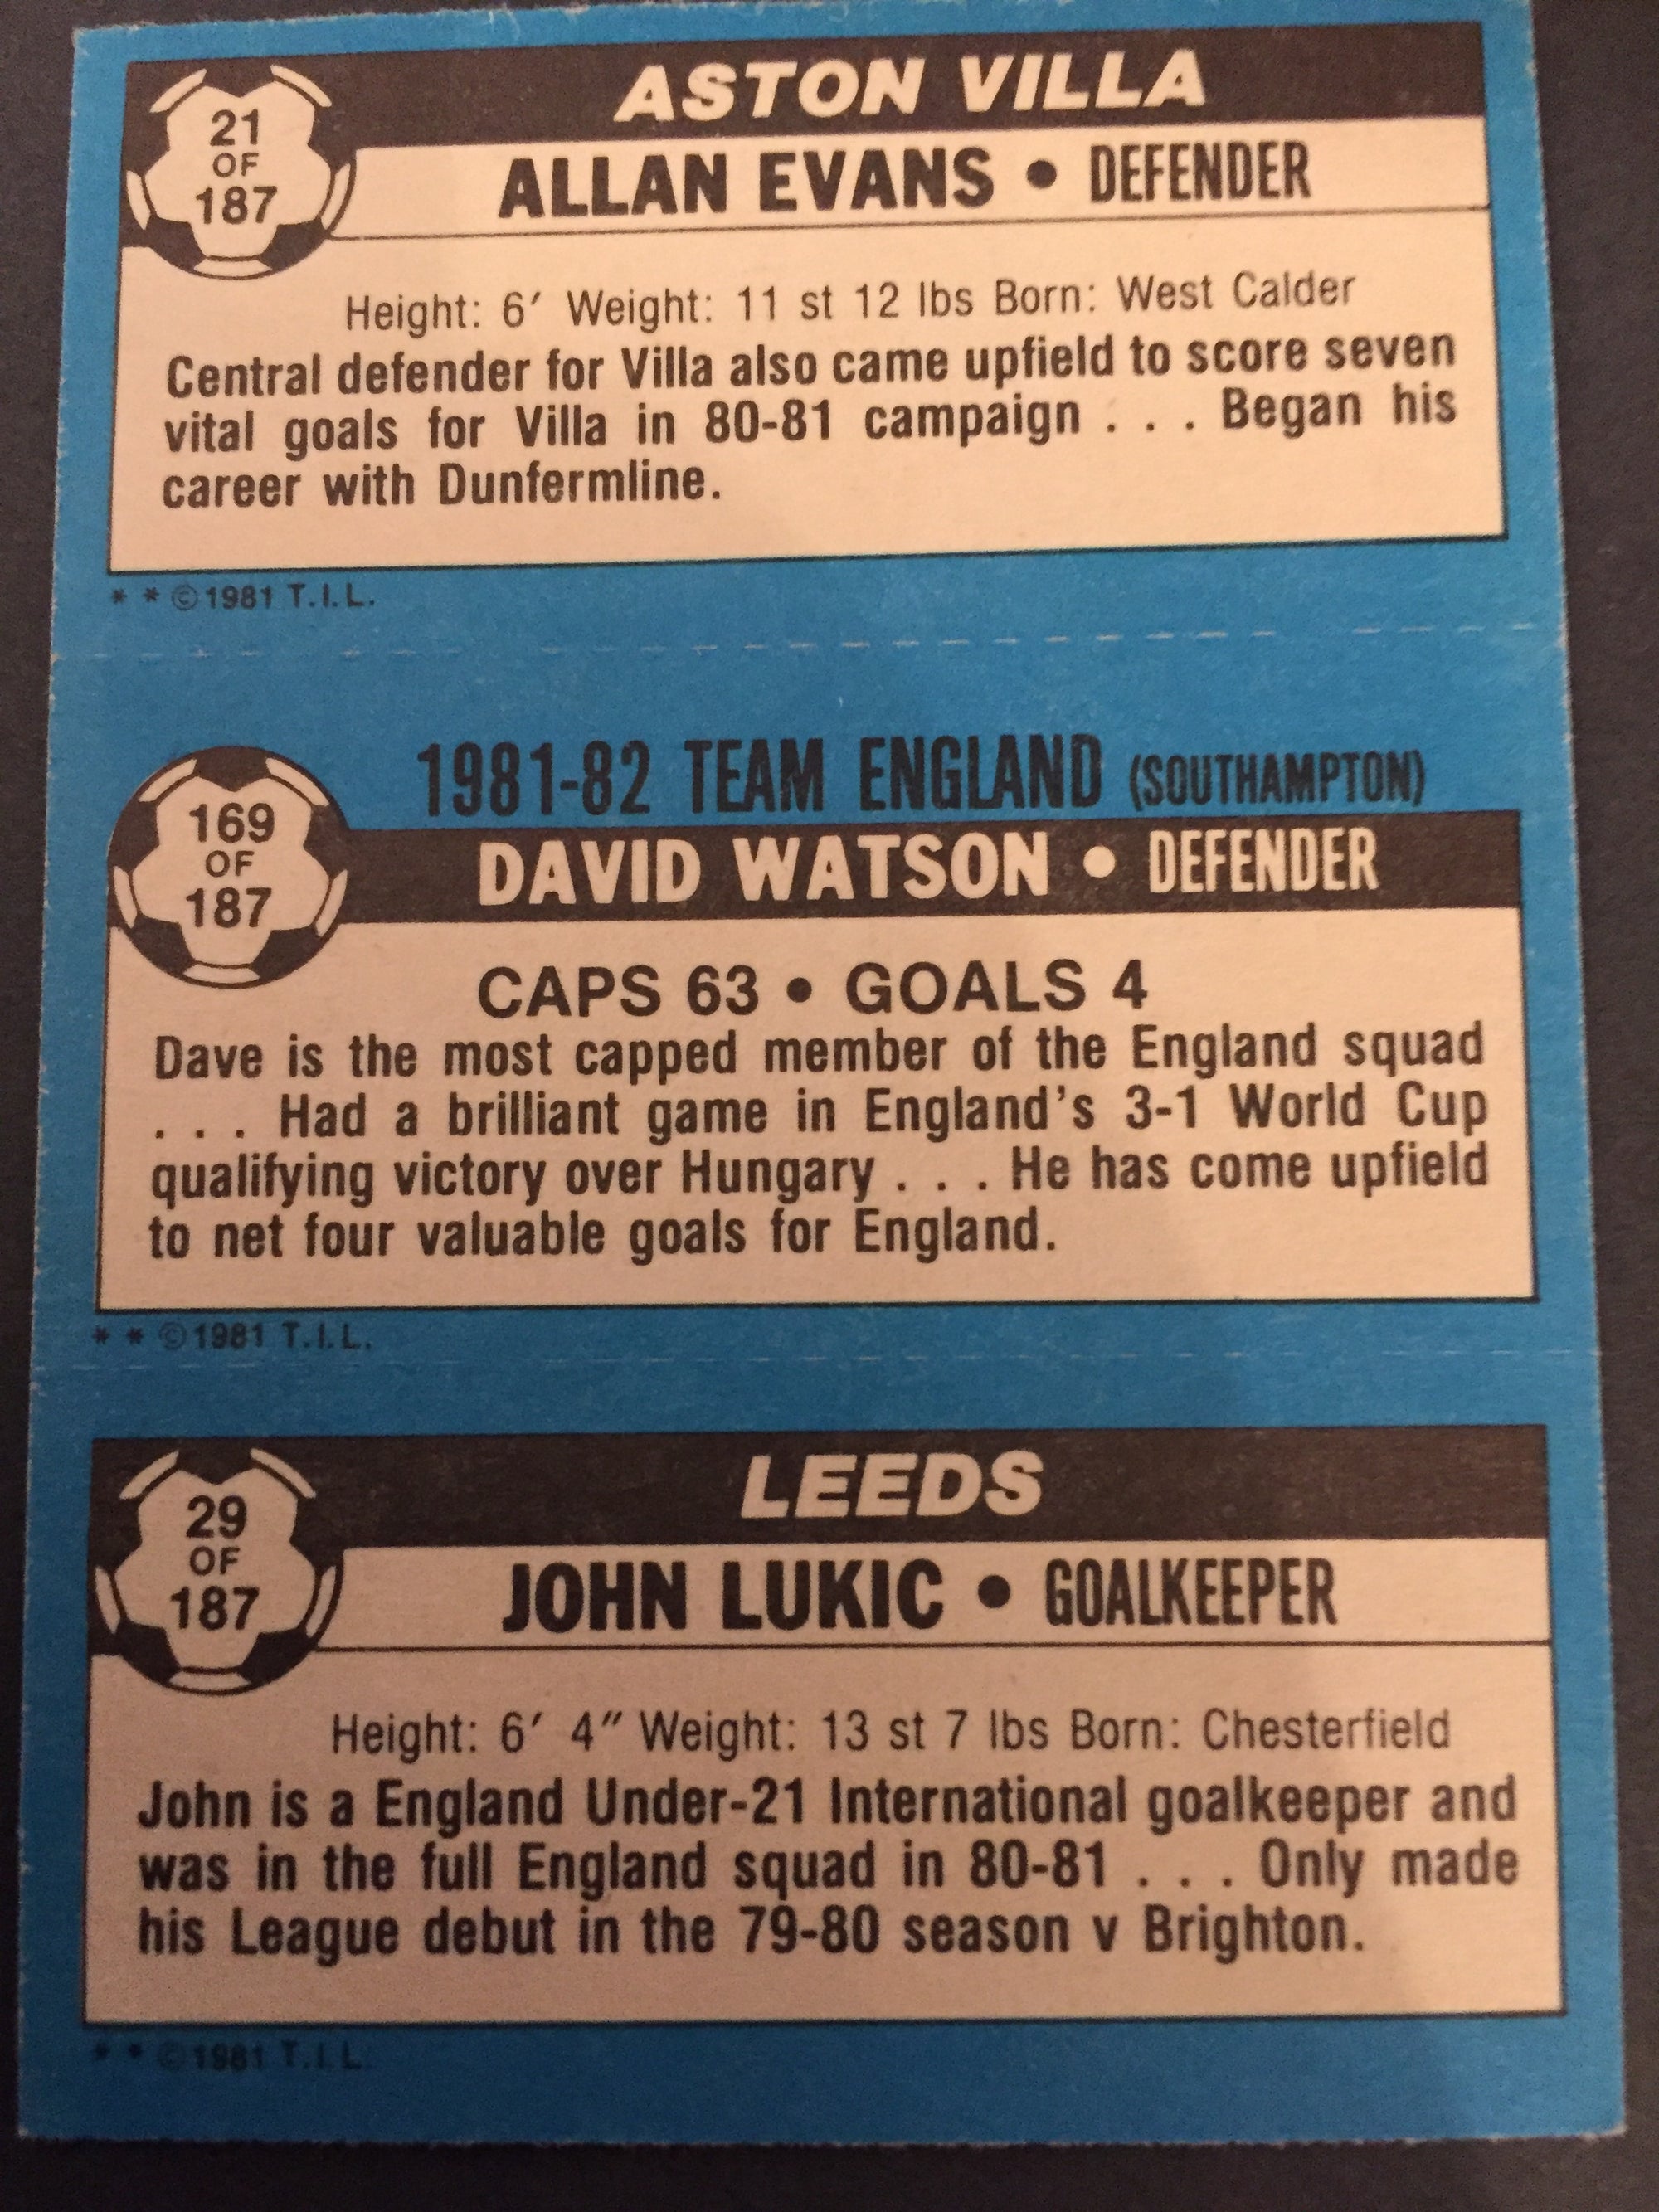 ASTON VILLA
21
OF
187
ALLAN EVANS • DEFENDER
Height: 6′ Weight: 11 st 12 lbs Born: West Calder
Central defender for Villa also came upfield to score seven
vital goals for Villa in 80-81 campaign . . . Began his
career with Dunfermline.
* * ©1981 T.I.L.
1981-82 TEAM ENGLAND (SOUTHAMPTON)
169
OF
187
DAVID WATSON • DEFENDER
CAPS 63 • GOALS 4
Dave is the most capped member of the England squad
. . . Had a brilliant game in England's 3-1 World Cup
qualifying victory over Hungary . . . He has come upfield
to net four valuable goals for England.
* * ©1981 T.I.L.
LEEDS
29
OF
187
JOHN LUKIC • GOALKEEPER
Height: 6′ 4″ Weight: 13 st 7 lbs Born: Chesterfield
John is a England Under-21 International goalkeeper and
was in the full England squad in 80-81 . . . Only made
his League debut in the 79-80 season v Brighton.
* * ©1981 T.I.L